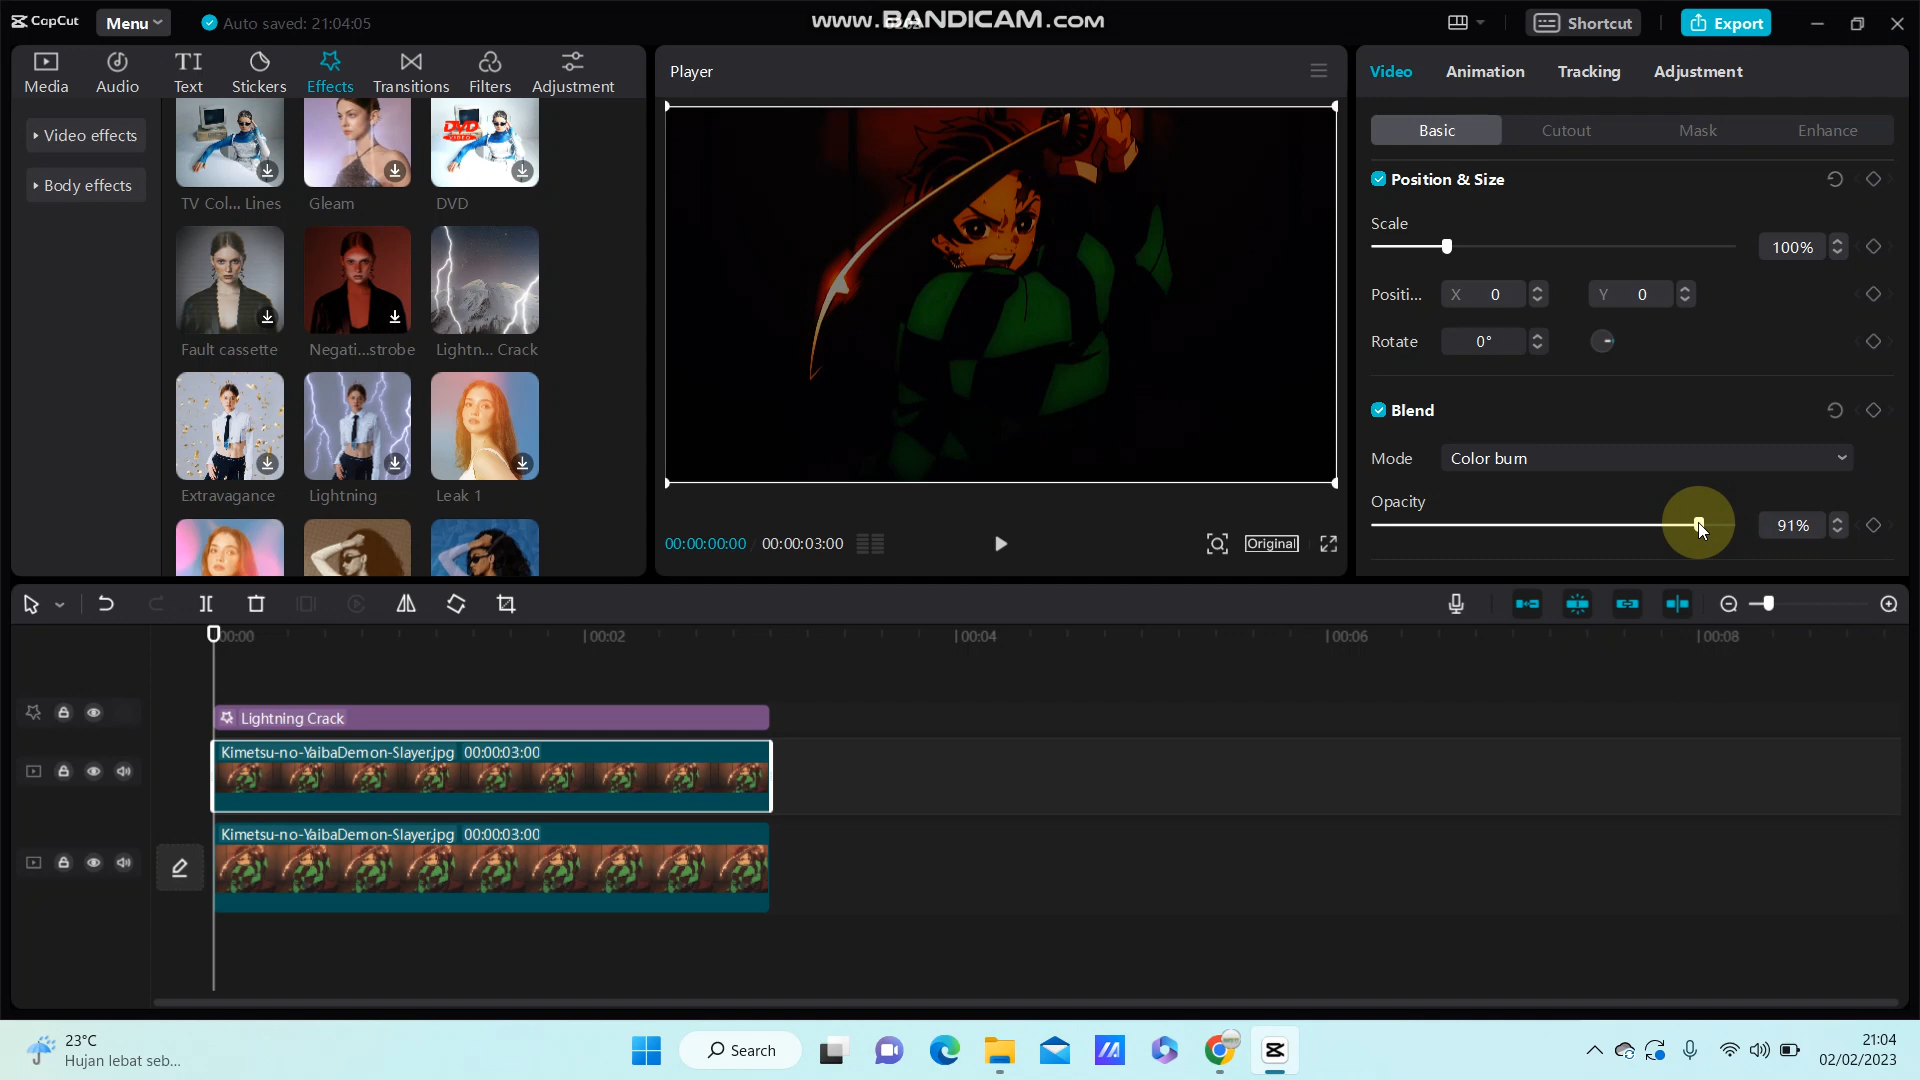 CapCut
Menu
Auto saved: 21:04:05
www.BANDICAM.com
Shortcut
Export
Media
Audio
Text
Stickers
Effects
Transitions
Filters
Adjustment
Video effects
Body effects
TV Col... Lines
Gleam
DVD
Fault cassette
Negati...strobe
Lightn... Crack
Extravagance
Lightning
Leak 1
Player
00:00:00:00
00:00:03:00
Original
Video
Animation
Tracking
Adjustment
Basic
Cutout
Mask
Enhance
Position & Size
Scale
100%
Positi...
X 0
Y 0
Rotate
0°
Blend
Mode
Color burn
Opacity
91%
00:00
00:02
00:04
00:06
00:08
Lightning Crack
Kimetsu-no-YaibaDemon-Slayer.jpg 00:00:03:00
Kimetsu-no-YaibaDemon-Slayer.jpg 00:00:03:00
23°C
Hujan lebat seb...
Search
21:04
02/02/2023